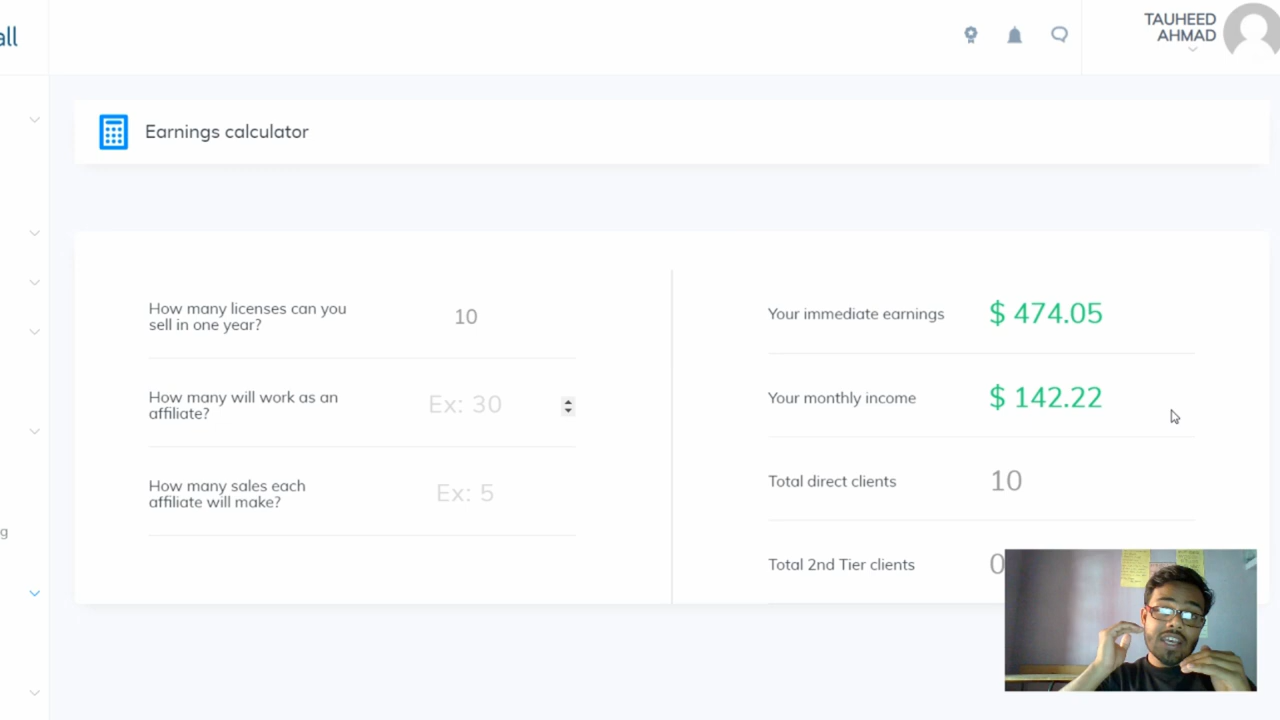 all
TAUHEED
AHMAD
Earnings calculator
How many licenses can you
sell in one year?
10
How many will work as an
affiliate?
Ex: 30
How many sales each
affiliate will make?
Ex: 5
g
Your immediate earnings
$ 474.05
Your monthly income
$ 142.22
Total direct clients
10
Total 2nd Tier clients
0